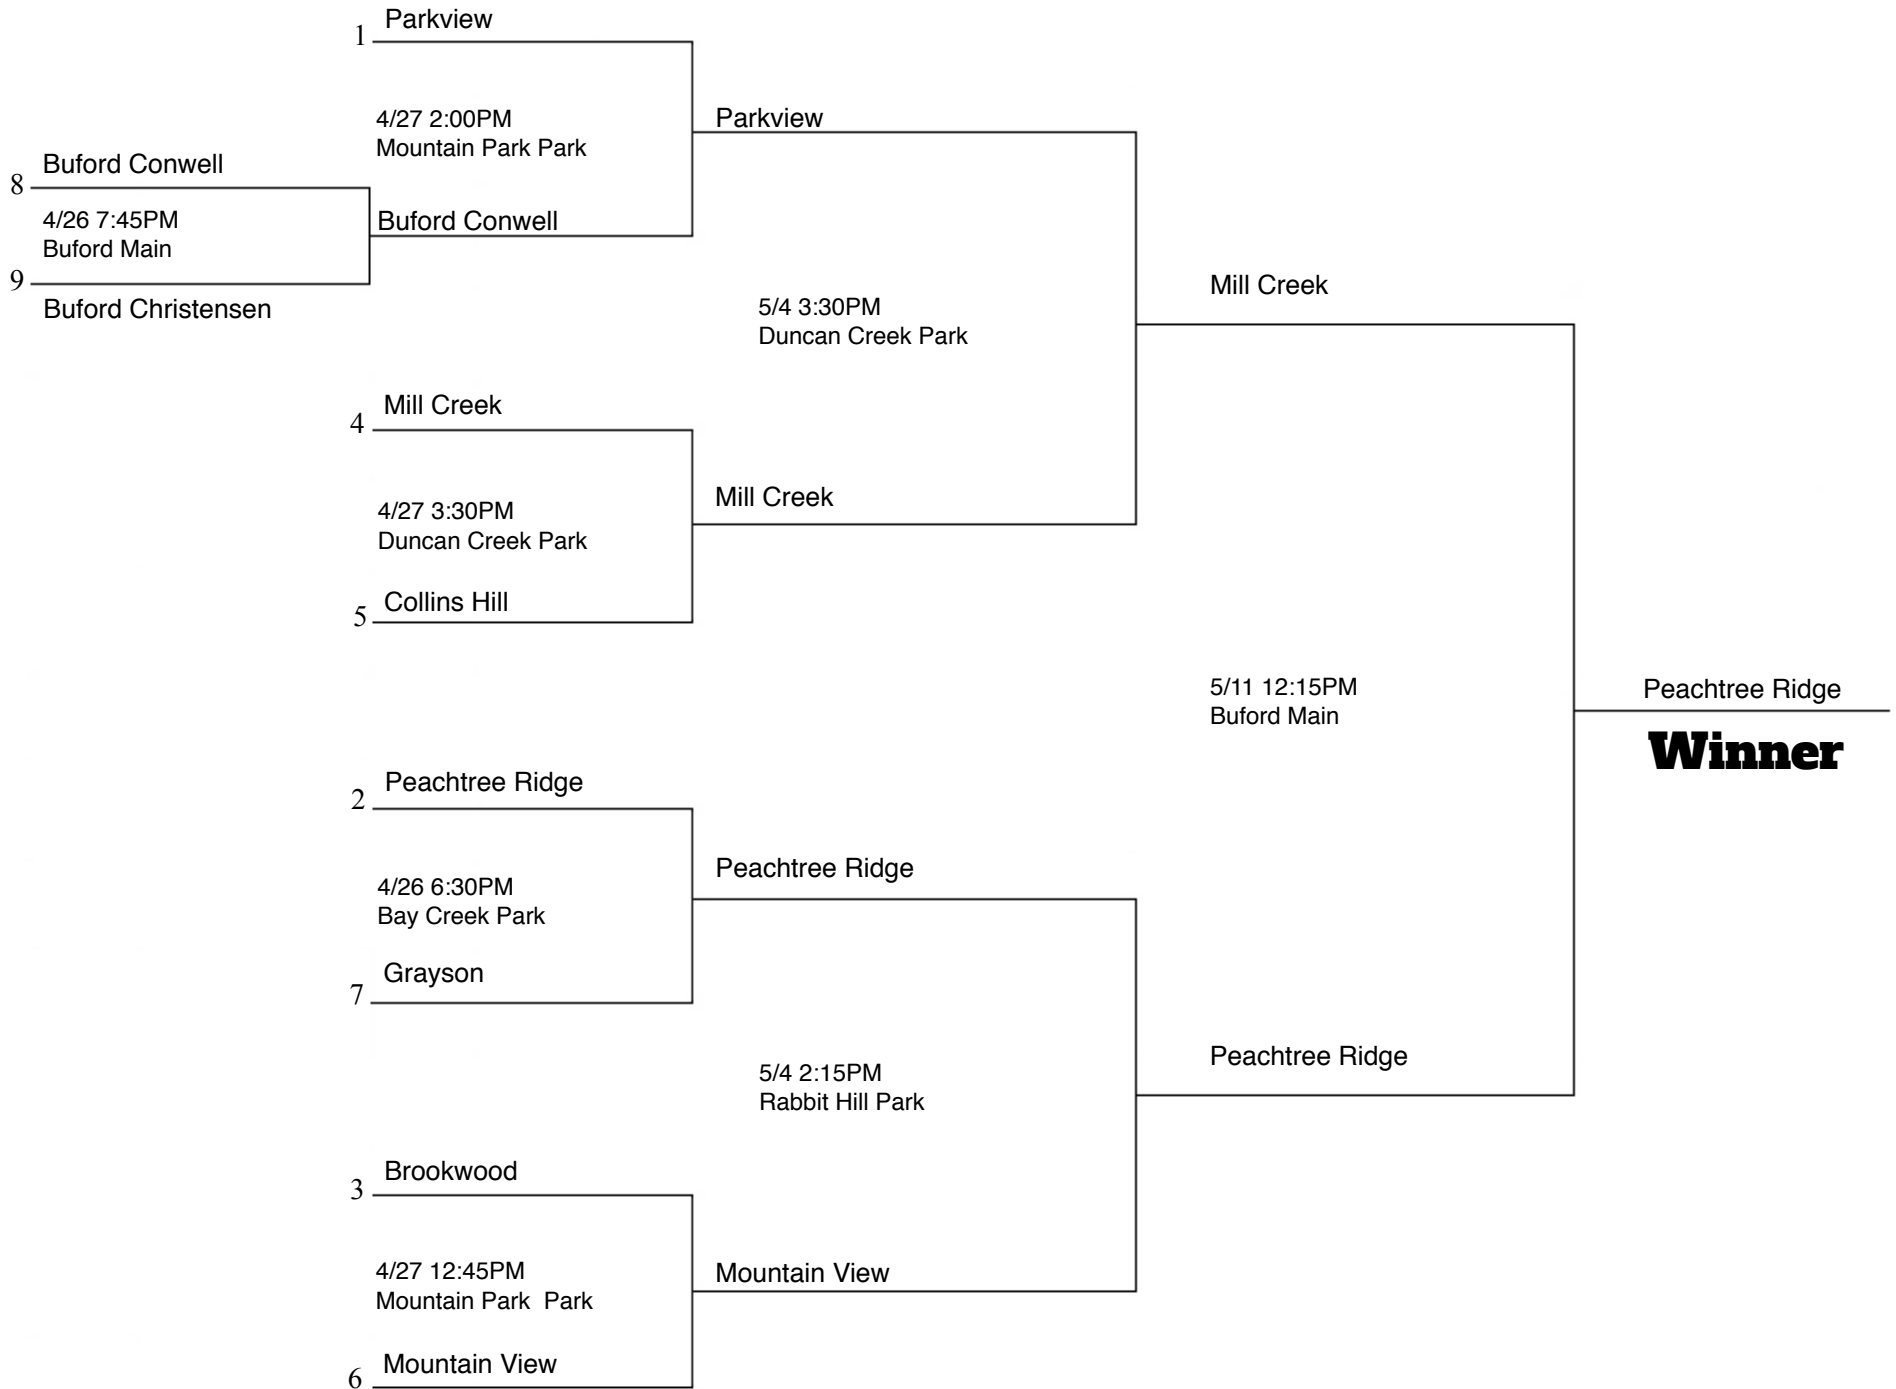 Parkview
1
4/27 2:00PM
Mountain Park Park
Parkview
Buford Conwell
8
4/26 7:45PM
Buford Main
Buford Conwell
9
Buford Christensen
5/4 3:30PM
Duncan Creek Park
Mill Creek
Mill Creek
4
4/27 3:30PM
Duncan Creek Park
Mill Creek
Collins Hill
5
5/11 12:15PM
Buford Main
Peachtree Ridge
Winner
Peachtree Ridge
2
4/26 6:30PM
Bay Creek Park
Peachtree Ridge
Grayson
7
5/4 2:15PM
Rabbit Hill Park
Peachtree Ridge
Brookwood
3
4/27 12:45PM
Mountain Park  Park
Mountain View
Mountain View
6